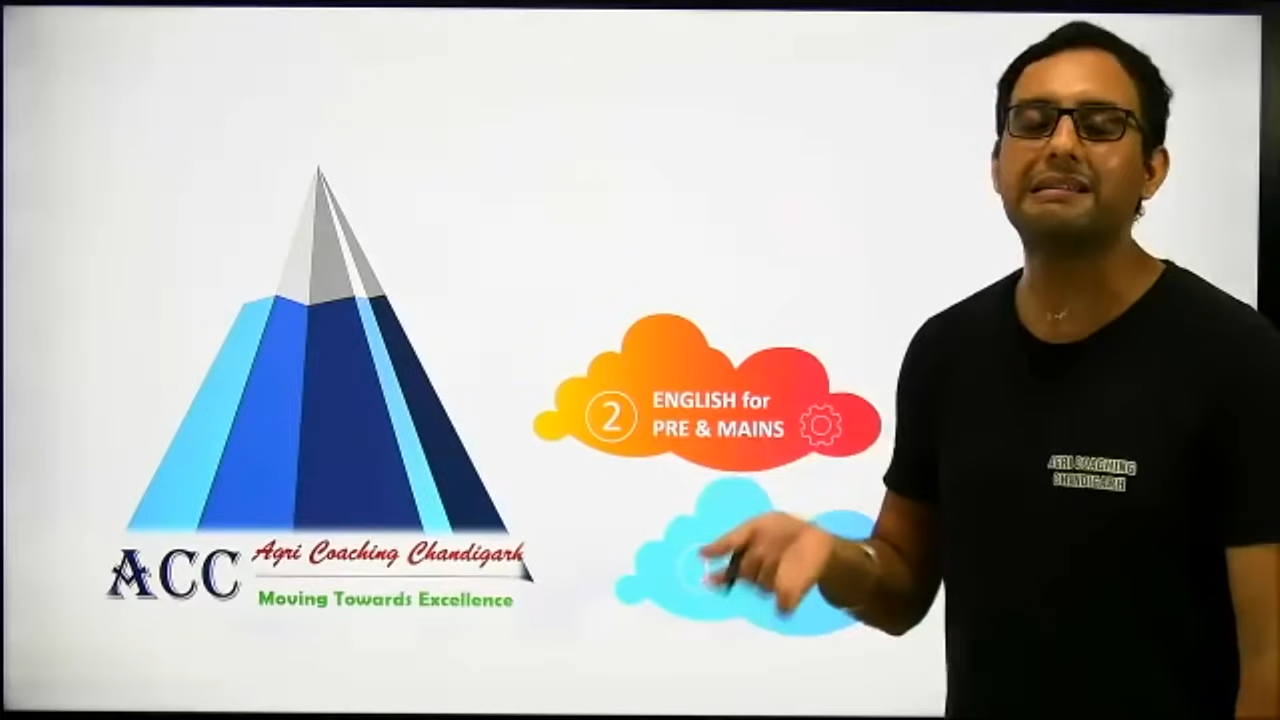 2
ENGLISH for
PRE & MAINS
ACC
Agri Coaching Chandigarh
Moving Towards Excellence
AGRI COACHING
CHANDIGARH